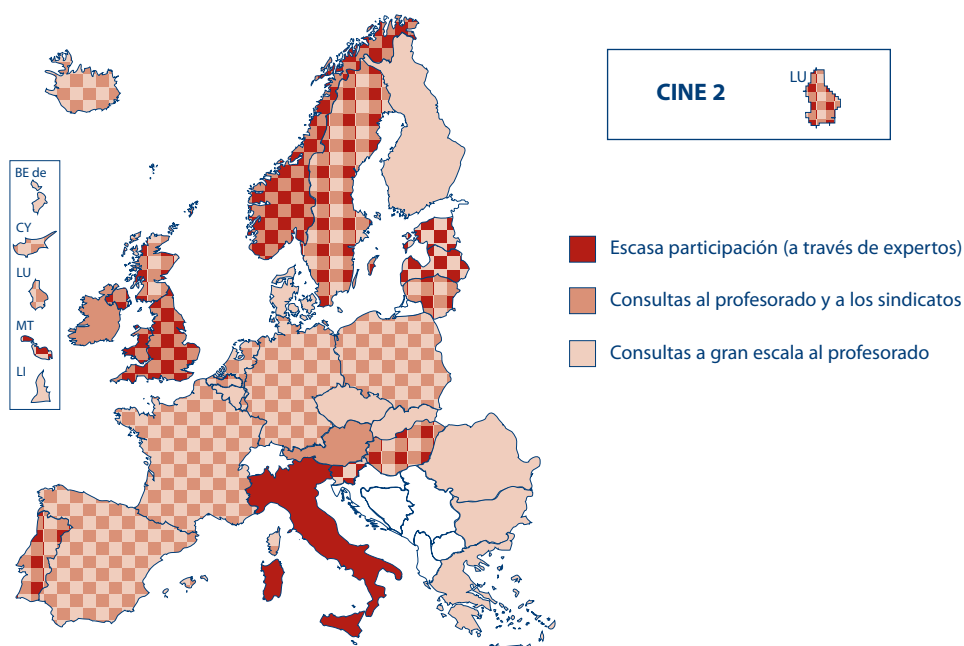 CINE 2
LU
BE de
CY
LU
MT
LI
Escasa participación (a través de expertos)
Consultas al profesorado y a los sindicatos
Consultas a gran escala al profesorado